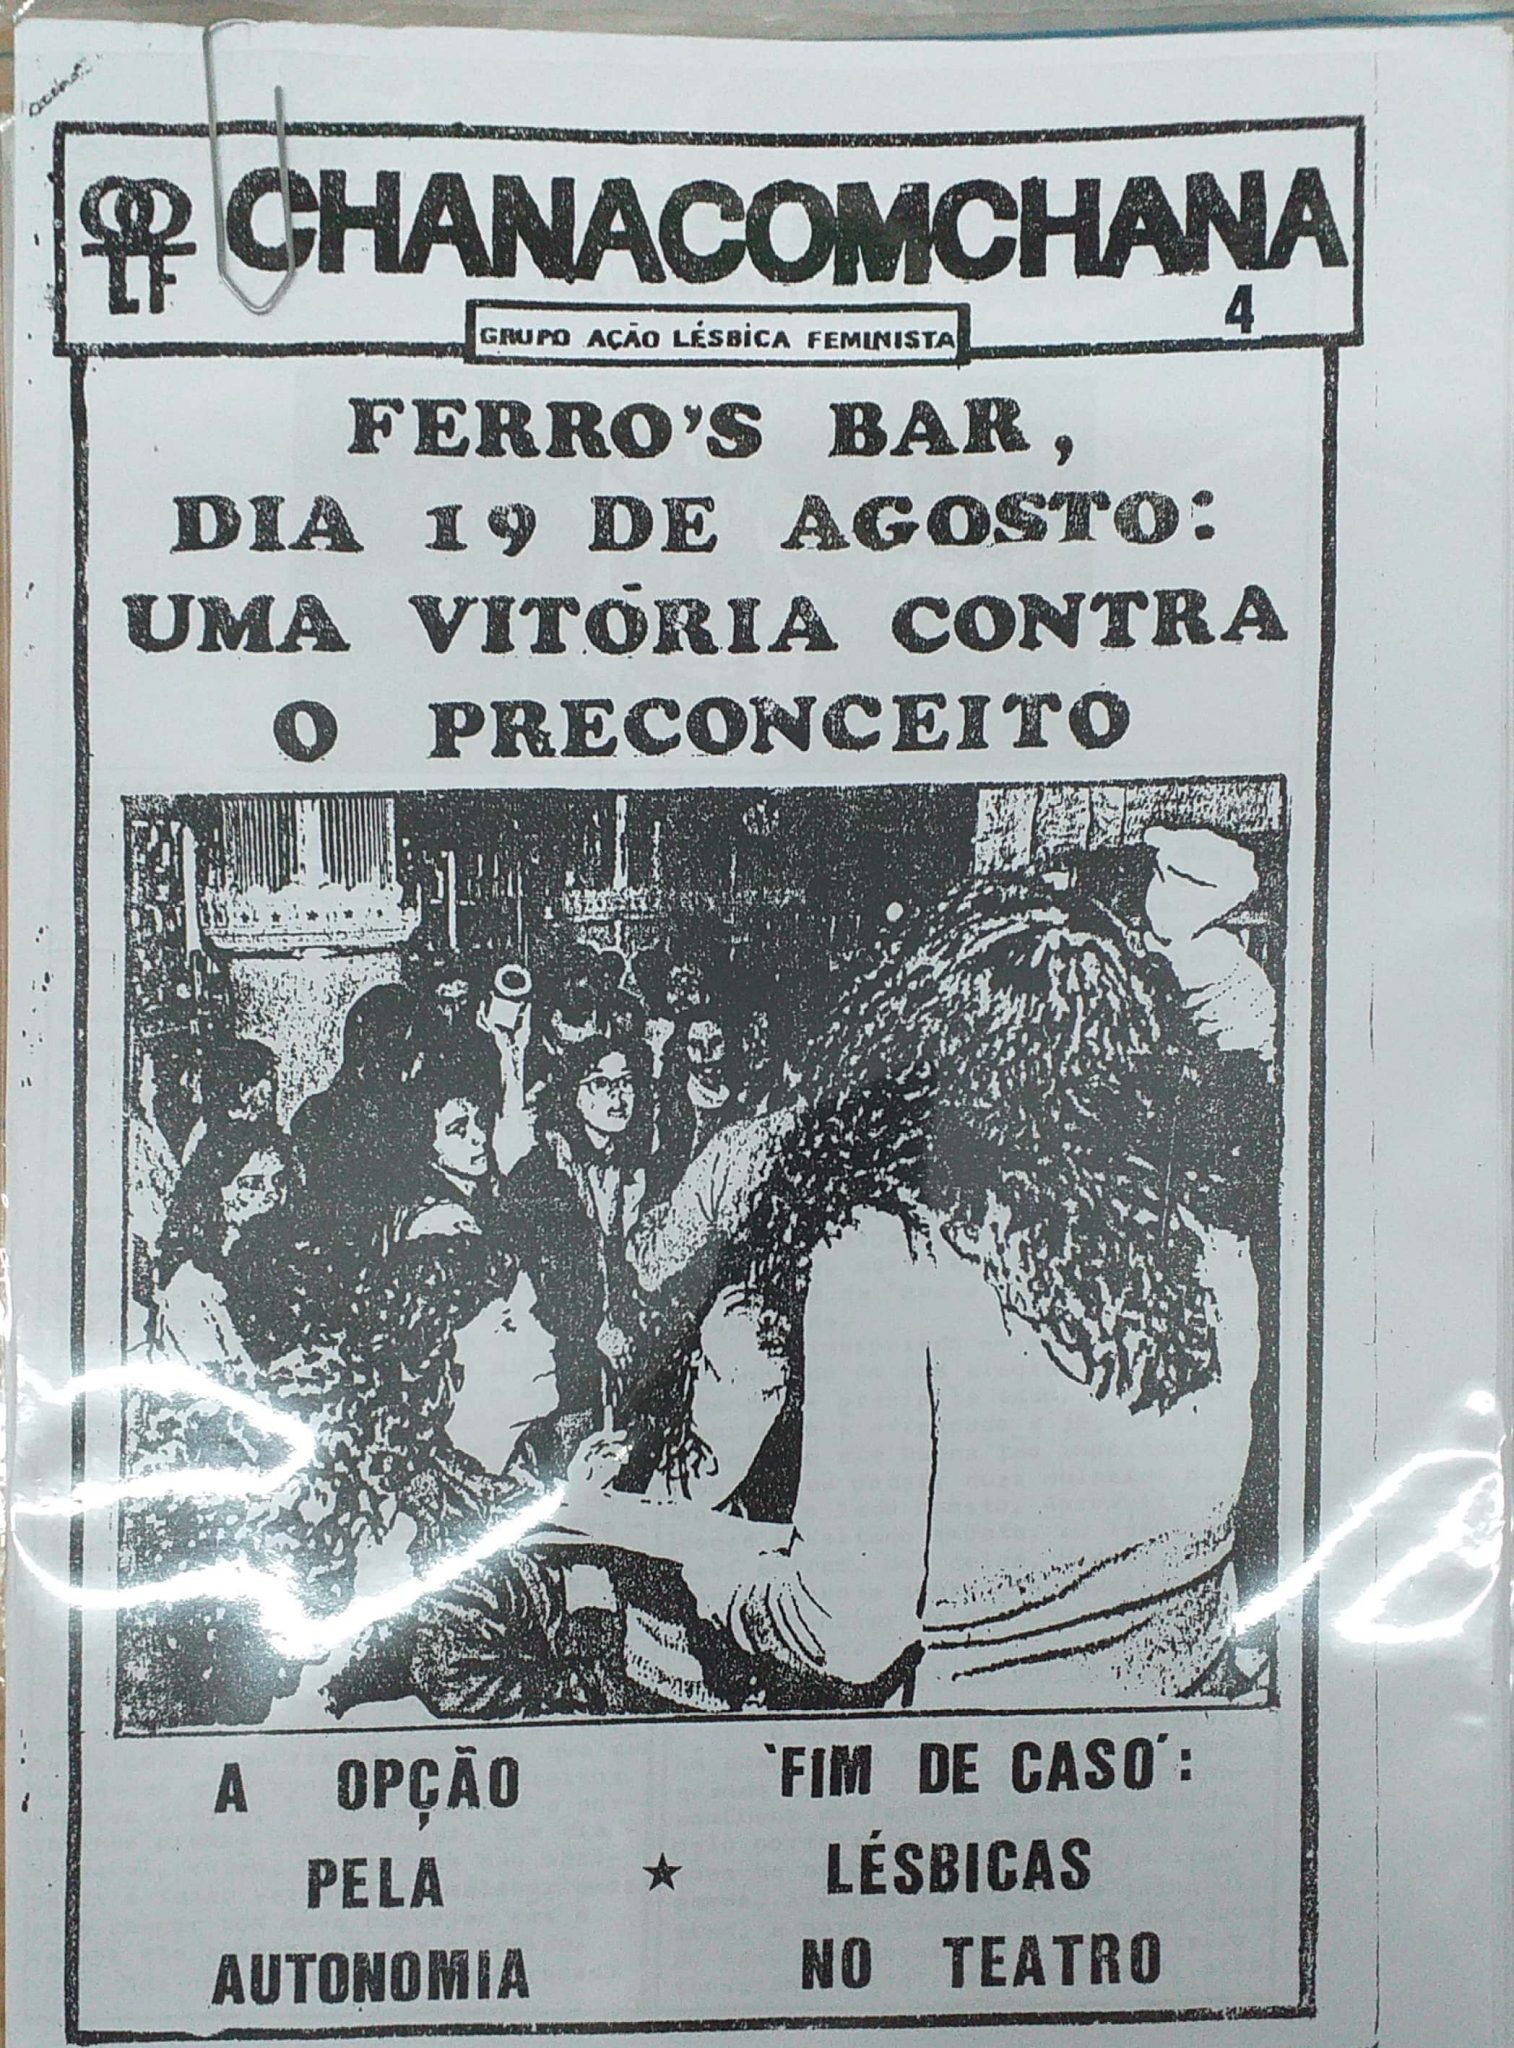 CHANACOMCHANA
LF
4
GRUPO AÇÃO LÉSBICA FEMINISTA
FERRO'S BAR,
DIA 19 DE AGOSTO:
UMA VITÓRIA CONTRA
O PRECONCEITO
A OPÇÃO
PELA
AUTONOMIA
★
'FIM DE CASO':
LÉSBICAS
NO TEATRO